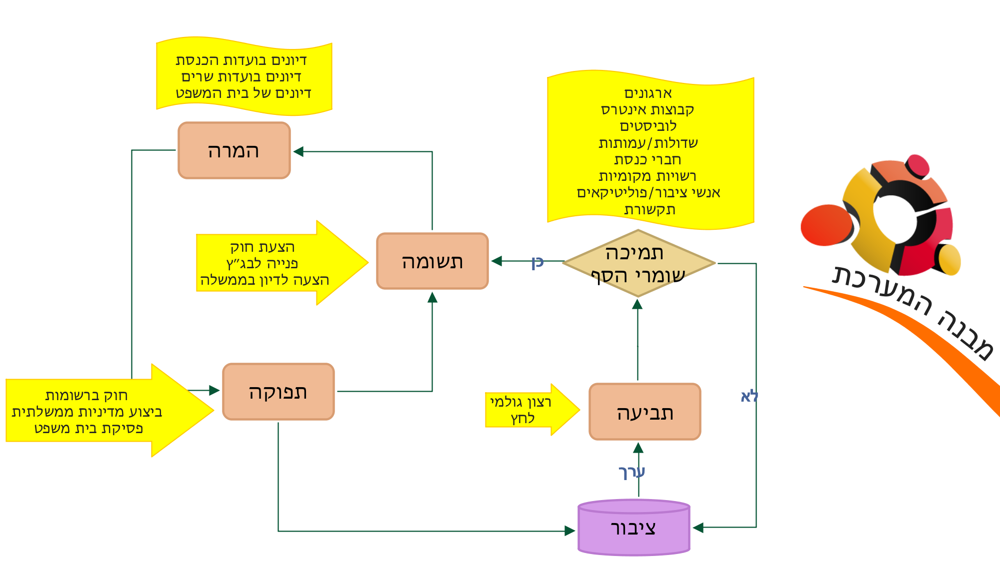 מבנה המערכת
דיונים בועדות הכנסת
דיונים בועדות שרים
דיונים של בית המשפט
המרה
ארגונים
קבוצות אינטרס
לוביסטים
שדולות/עמותות
חברי כנסת
רשויות מקומיות
אנשי ציבור/פוליטיקאים
תקשורת
תמיכה
שומרי הסף
כן
תשומה
הצעת חוק
פנייה לבג״ץ
הצעה לדיון בממשלה
חוק ברשומות
ביצוע מדיניות ממשלתית
פסיקת בית משפט
תפוקה
רצון גולמי
לחץ
תביעה
לא
ערך
ציבור